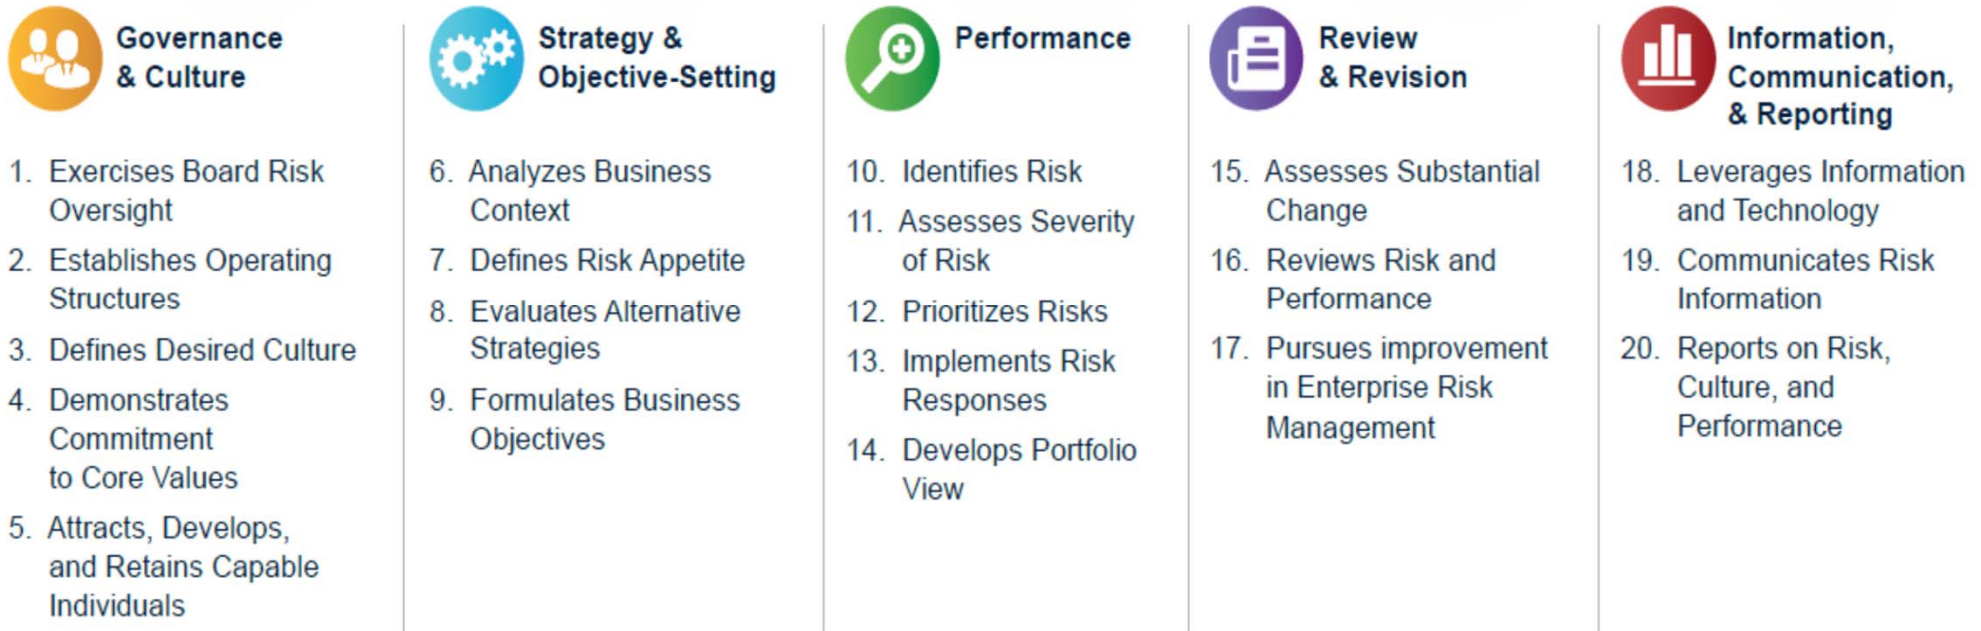 Governance
& Culture
1. Exercises Board Risk
Oversight
2. Establishes Operating
Structures
3. Defines Desired Culture
4. Demonstrates
Commitment
to Core Values
5. Attracts, Develops,
and Retains Capable
Individuals
Strategy &
Objective-Setting
6. Analyzes Business
Context
7. Defines Risk Appetite
8. Evaluates Alternative
Strategies
9. Formulates Business
Objectives
Performance
10. Identifies Risk
11. Assesses Severity
of Risk
12. Prioritizes Risks
13. Implements Risk
Responses
14. Develops Portfolio
View
Review
& Revision
15. Assesses Substantial
Change
16. Reviews Risk and
Performance
17. Pursues improvement
in Enterprise Risk
Management
Information,
Communication,
& Reporting
18. Leverages Information
and Technology
19. Communicates Risk
Information
20. Reports on Risk,
Culture, and
Performance